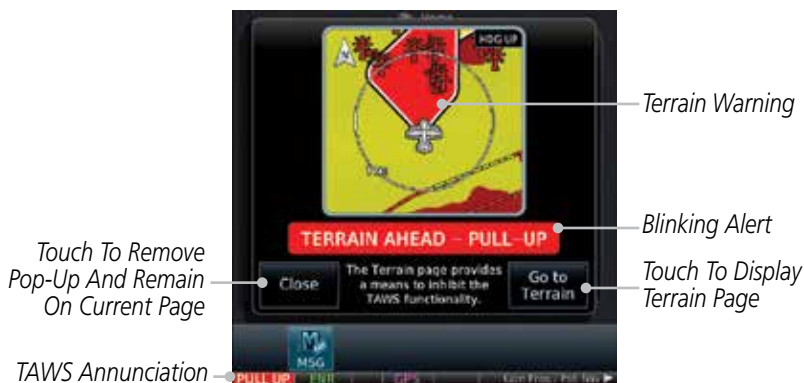 Home
HDG UP
Terrain Warning
TERRAIN AHEAD – PULL-UP
Blinking Alert
Touch To Remove
Pop-Up And Remain
On Current Page
Close
The Terrain page provides
a means to inhibit the
TAWS functionality.
Go to
Terrain
Touch To Display
Terrain Page
MSG
TAWS Annunciation
PULL UP
ENR
GPS